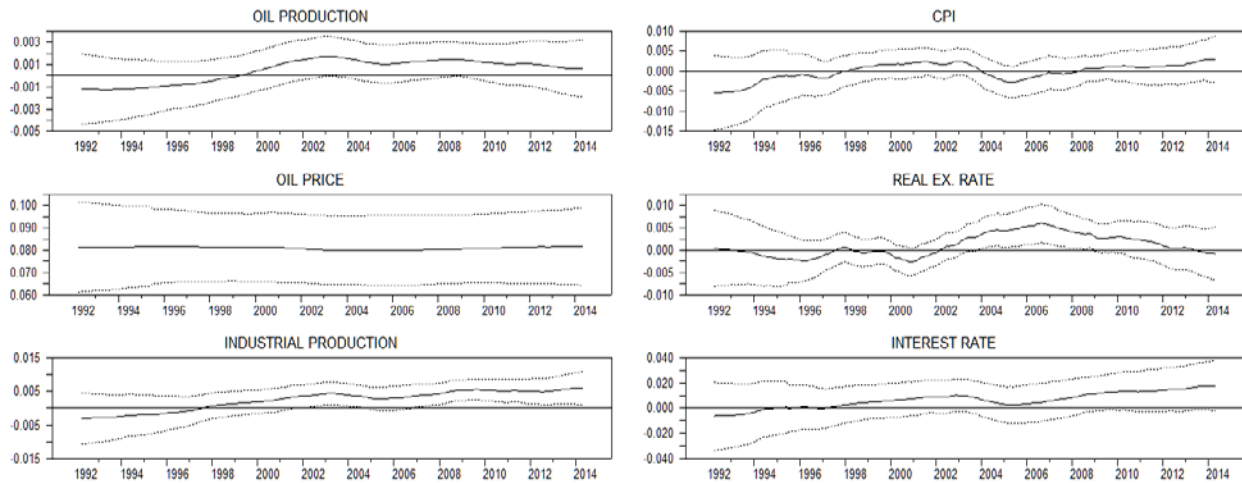 OIL PRODUCTION
0.003
0.001
-0.001
-0.003
-0.005
1992 1994 1996 1998 2000 2002 2004 2006 2008 2010 2012 2014
CPI
0.010
0.005
0.000
-0.005
-0.010
-0.015
1992 1994 1996 1998 2000 2002 2004 2006 2008 2010 2012 2014
OIL PRICE
0.100
0.090
0.080
0.070
0.060
1992 1994 1996 1998 2000 2002 2004 2006 2008 2010 2012 2014
REAL EX. RATE
0.010
0.000
-0.005
-0.010
1992 1994 1996 1998 2000 2002 2004 2006 2008 2010 2012 2014
INDUSTRIAL PRODUCTION
0.015
0.005
-0.005
-0.015
1992 1994 1996 1998 2000 2002 2004 2006 2008 2010 2012 2014
INTEREST RATE
0.040
0.020
0.000
-0.020
-0.040
1992 1994 1996 1998 2000 2002 2004 2006 2008 2010 2012 2014